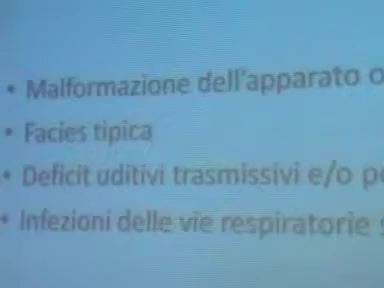 • Malformazione dell'apparato
• Facies tipica
• Deficit uditivi trasmissivi e/o
• Infezioni delle vie respiratorie